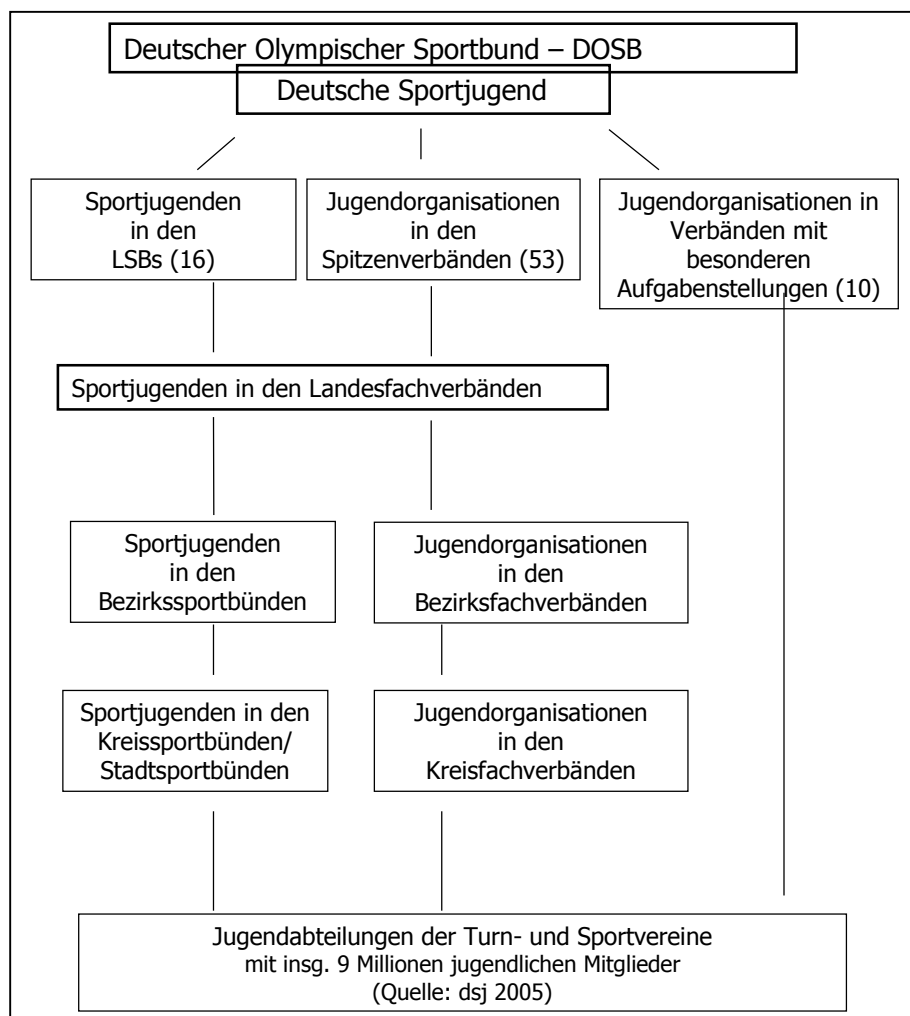 Deutscher Olympischer Sportbund – DOSB
Deutsche Sportjugend
Sportjugenden
in den
LSBs (16)
Jugendorganisationen
in den
Spitzenverbänden (53)
Jugendorganisationen in
Verbänden mit
besonderen
Aufgabenstellungen (10)
Sportjugenden in den Landesfachverbänden
Sportjugenden
in den
Bezirkssportbünden
Jugendorganisationen
in den
Bezirksfachverbänden
Sportjugenden in den
Kreissportbünden/
Stadtsportbünden
Jugendorganisationen
in den
Kreisfachverbänden
Jugendabteilungen der Turn- und Sportvereine
mit insg. 9 Millionen jugendlichen Mitglieder
(Quelle: dsj 2005)